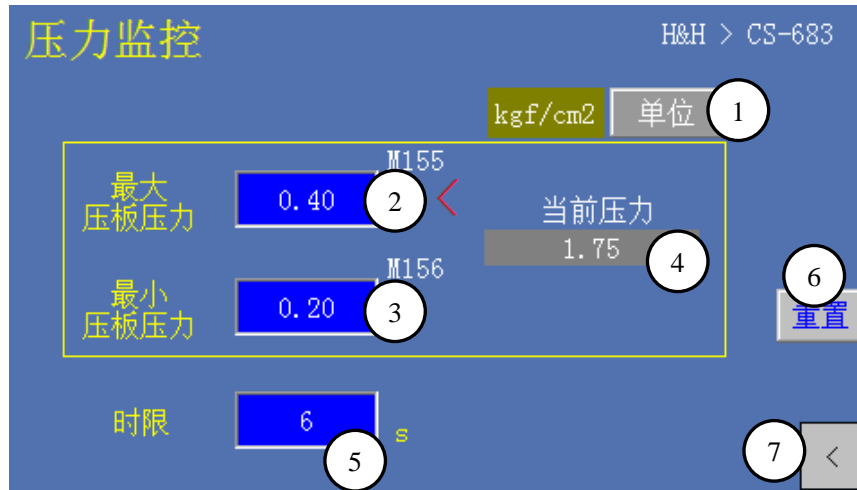 压力监控
H&H > CS-683
kgf/cm2
单位
1
M155
最大
压板压力
0.40
2
<
当前压力
1.75
4
M156
最小
压板压力
0.20
3
6
重置
时限
6
s
5
7
<